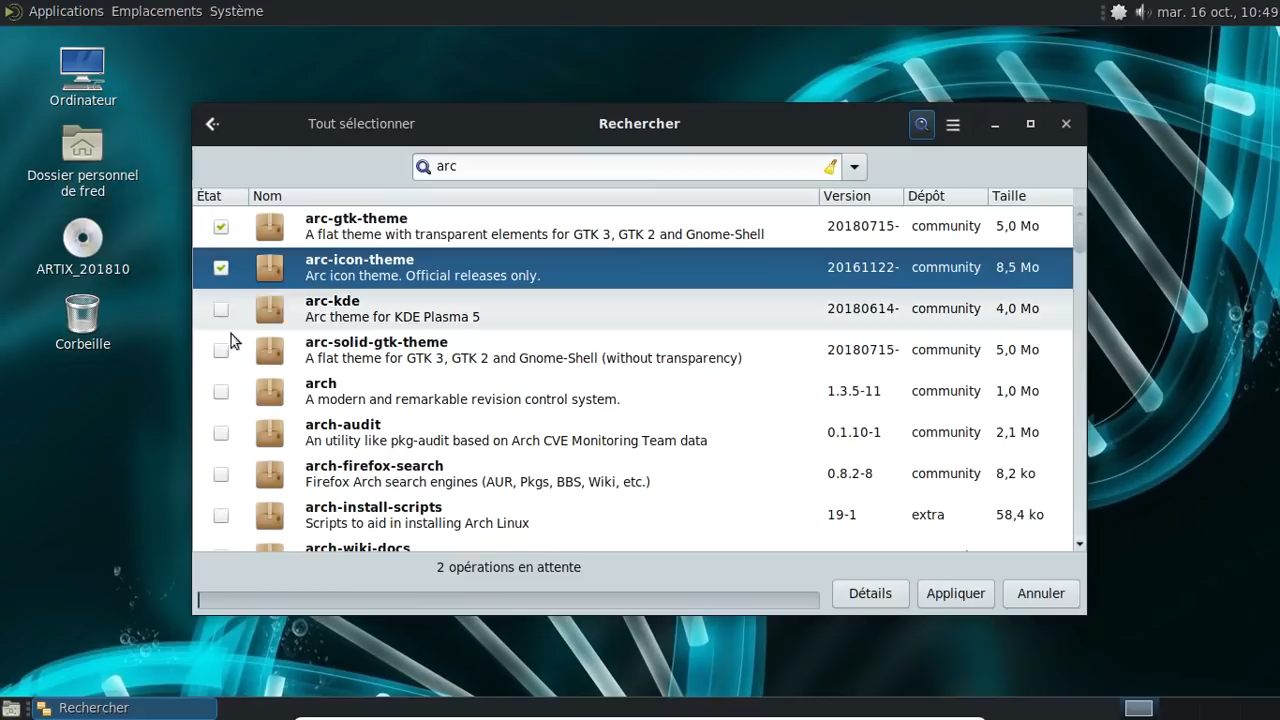 Applications Emplacements Système
mar. 16 oct., 10:49
Ordinateur
Dossier personnel
de fred
ARTIX_201810
Corbeille
Tout sélectionner
Rechercher
arc
État Nom Version Dépôt Taille
arc-gtk-theme
A flat theme with transparent elements for GTK 3, GTK 2 and Gnome-Shell
20180715- community 5,0 Mo
arc-icon-theme
Arc icon theme. Official releases only.
20161122- community 8,5 Mo
arc-kde
Arc theme for KDE Plasma 5
20180614- community 4,0 Mo
arc-solid-gtk-theme
A flat theme for GTK 3, GTK 2 and Gnome-Shell (without transparency)
20180715- community 5,0 Mo
arch
A modern and remarkable revision control system.
1.3.5-11 community 1,0 Mo
arch-audit
An utility like pkg-audit based on Arch CVE Monitoring Team data
0.1.10-1 community 2,1 Mo
arch-firefox-search
Firefox Arch search engines (AUR, Pkgs, BBS, Wiki, etc.)
0.8.2-8 community 8,2 ko
arch-install-scripts
Scripts to aid in installing Arch Linux
19-1 extra 58,4 ko
arch-wiki-docs
2 opérations en attente
Détails Appliquer Annuler
Rechercher